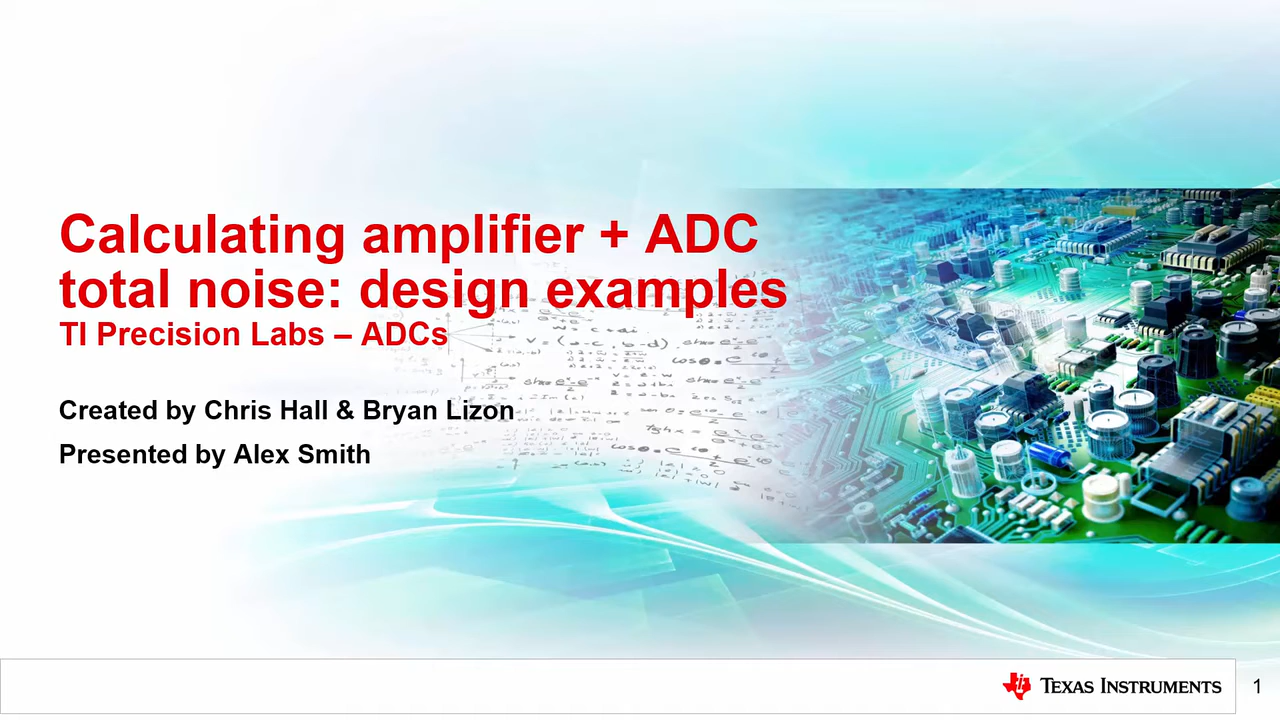 Calculating amplifier + ADC
total noise: design examples
TI Precision Labs – ADCs
Created by Chris Hall & Bryan Lizon
Presented by Alex Smith
TEXAS INSTRUMENTS
1